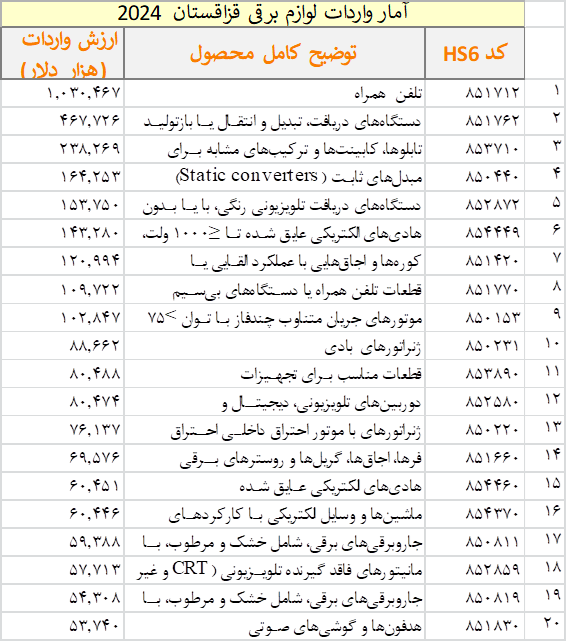 آمار واردات لوازم برقی قزاقستان 2024
کد HS6 توضیح کامل محصول ارزش واردات (هزار دلار)
۱ ۸۵۱۷۱۲ تلفن همراه ۱,۰۳۰,۴۶۷
۲ ۸۵۱۷۶۲ دستگاه‌های دریافت، تبدیل و انتقال یا بازتولید ۴۶۷,۷۲۶
۳ ۸۵۳۷۱۰ تابلوها، کابینت‌ها و ترکیب‌های مشابه برای ۲۳۸,۲۶۹
۴ ۸۵۰۴۴۰ مبدل‌های ثابت (Static converters) ۱۶۴,۲۵۳
۵ ۸۵۲۸۷۲ دستگاه‌های دریافت تلویزیونی رنگی، با یا بدون ۱۵۳,۷۵۰
۶ ۸۵۴۴۴۹ هادی‌های الکتریکی عایق شده تا ≤۱۰۰۰ ولت، ۱۴۳,۲۸۰
۷ ۸۵۱۴۲۰ کوره‌ها و اجاق‌هایی با عملکرد القایی یا ۱۲۰,۹۹۴
۸ ۸۵۱۷۷۰ قطعات تلفن همراه یا دستگاه‌های بی‌سیم ۱۰۹,۷۲۲
۹ ۸۵۰۱۵۳ موتورهای جریان متناوب چندفاز با توان >۷۵ ۱۰۲,۸۴۷
۱۰ ۸۵۰۲۳۱ ژنراتورهای بادی ۸۸,۶۶۲
۱۱ ۸۵۳۸۹۰ قطعات مناسب برای تجهیزات ۸۰,۴۸۸
۱۲ ۸۵۲۵۸۰ دوربین‌های تلویزیونی، دیجیتال و ۸۰,۴۷۴
۱۳ ۸۵۰۲۲۰ ژنراتورهای با موتور احتراق داخلی احتراق ۷۶,۱۳۷
۱۴ ۸۵۱۶۶۰ فرها، اجاق‌ها، گریل‌ها و روسترهای برقی ۶۹,۵۷۶
۱۵ ۸۵۴۴۶۰ هادی‌های لکتریکی عایق شده ۶۰,۴۵۱
۱۶ ۸۵۴۳۷۰ ماشین‌ها و وسایل لکتریکی با کارکردهای ۶۰,۴۴۶
۱۷ ۸۵۰۸۱۱ جاروبرقی‌های برقی، شامل خشک و مرطوب، با ۵۹,۳۸۸
۱۸ ۸۵۲۸۵۹ مانیتورهای فاقد گیرنده تلویزیونی (CRT و غیر ۵۷,۷۱۳
۱۹ ۸۵۰۸۱۹ جاروبرقی‌های برقی، شامل خشک و مرطوب، با ۵۴,۳۰۸
۲۰ ۸۵۱۸۳۰ هدفون‌ها و گوشی‌های صوتی ۵۳,۷۴۰